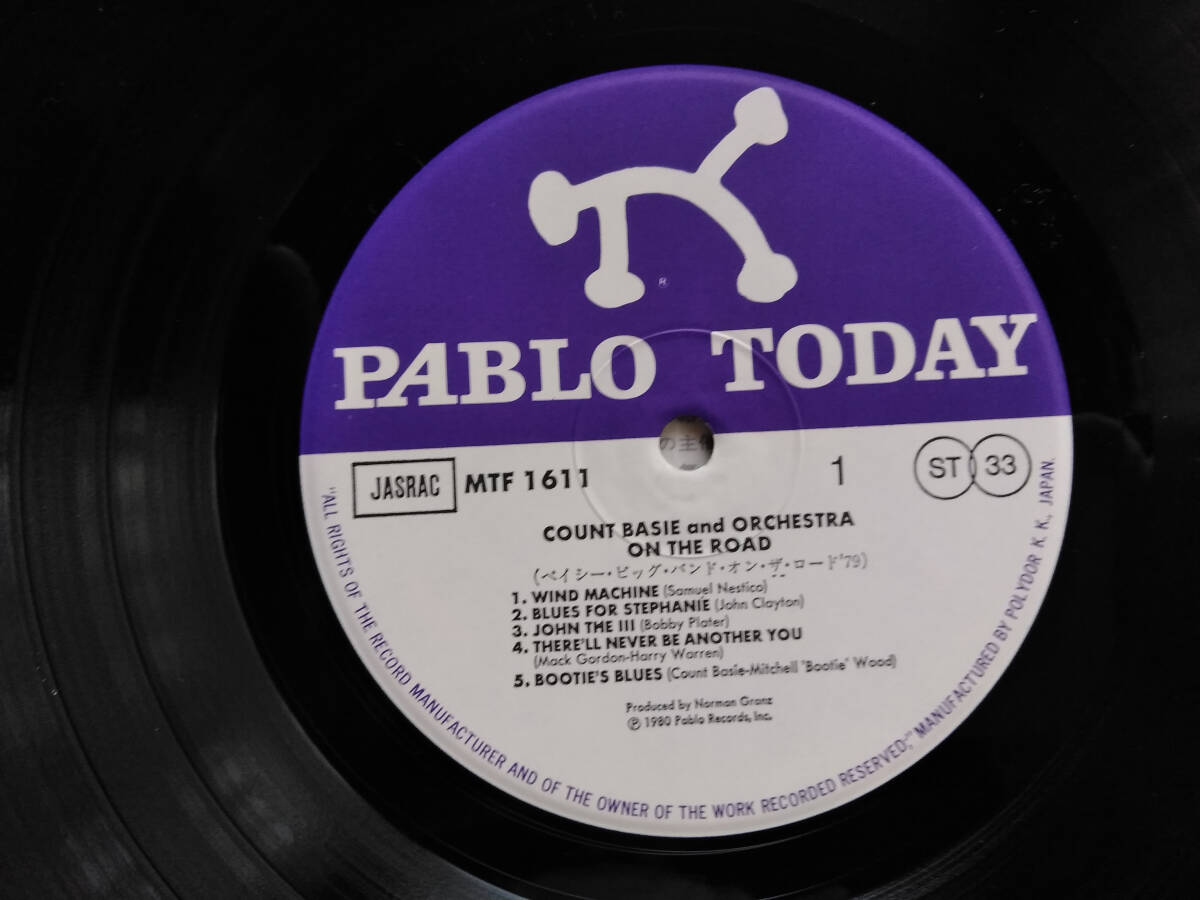 ®
PABLO TODAY
の主
JASRAC MTF 1611 1 ST 33
COUNT BASIE and ORCHESTRA
ON THE ROAD
(ベイシー・ビッグ・バンド・オン・ザ・ロード'79)
1. WIND MACHINE (Samuel Nestico)
2. BLUES FOR STEPHANIE (John Clayton)
3. JOHN THE III (Bobby Plater)
4. THERE'LL NEVER BE ANOTHER YOU
(Mack Gordon-Harry Warren)
5. BOOTIE'S BLUES (Count Basie-Mitchell "Bootie" Wood)
Produced by Norman Granz
℗ 1980 Pablo Records, Inc.
"ALL RIGHTS OF THE RECORD MANUFACTURER AND OF THE OWNER OF THE WORK RECORDED RESERVED;" MANUFACTURED BY POLYDOR K. K., JAPAN.